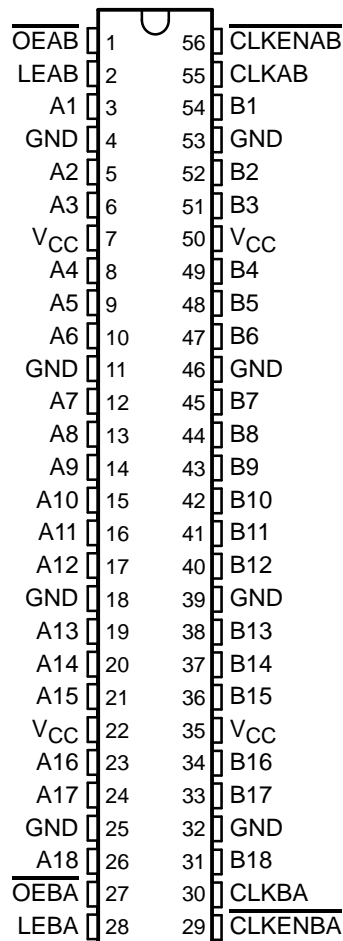 OEAB 1 56 CLKENAB
LEAB 2 55 CLKAB
A1 3 54 B1
GND 4 53 GND
A2 5 52 B2
A3 6 51 B3
VCC 7 50 VCC
A4 8 49 B4
A5 9 48 B5
A6 10 47 B6
GND 11 46 GND
A7 12 45 B7
A8 13 44 B8
A9 14 43 B9
A10 15 42 B10
A11 16 41 B11
A12 17 40 B12
GND 18 39 GND
A13 19 38 B13
A14 20 37 B14
A15 21 36 B15
VCC 22 35 VCC
A16 23 34 B16
A17 24 33 B17
GND 25 32 GND
A18 26 31 B18
OEBA 27 30 CLKBA
LEBA 28 29 CLKENBA